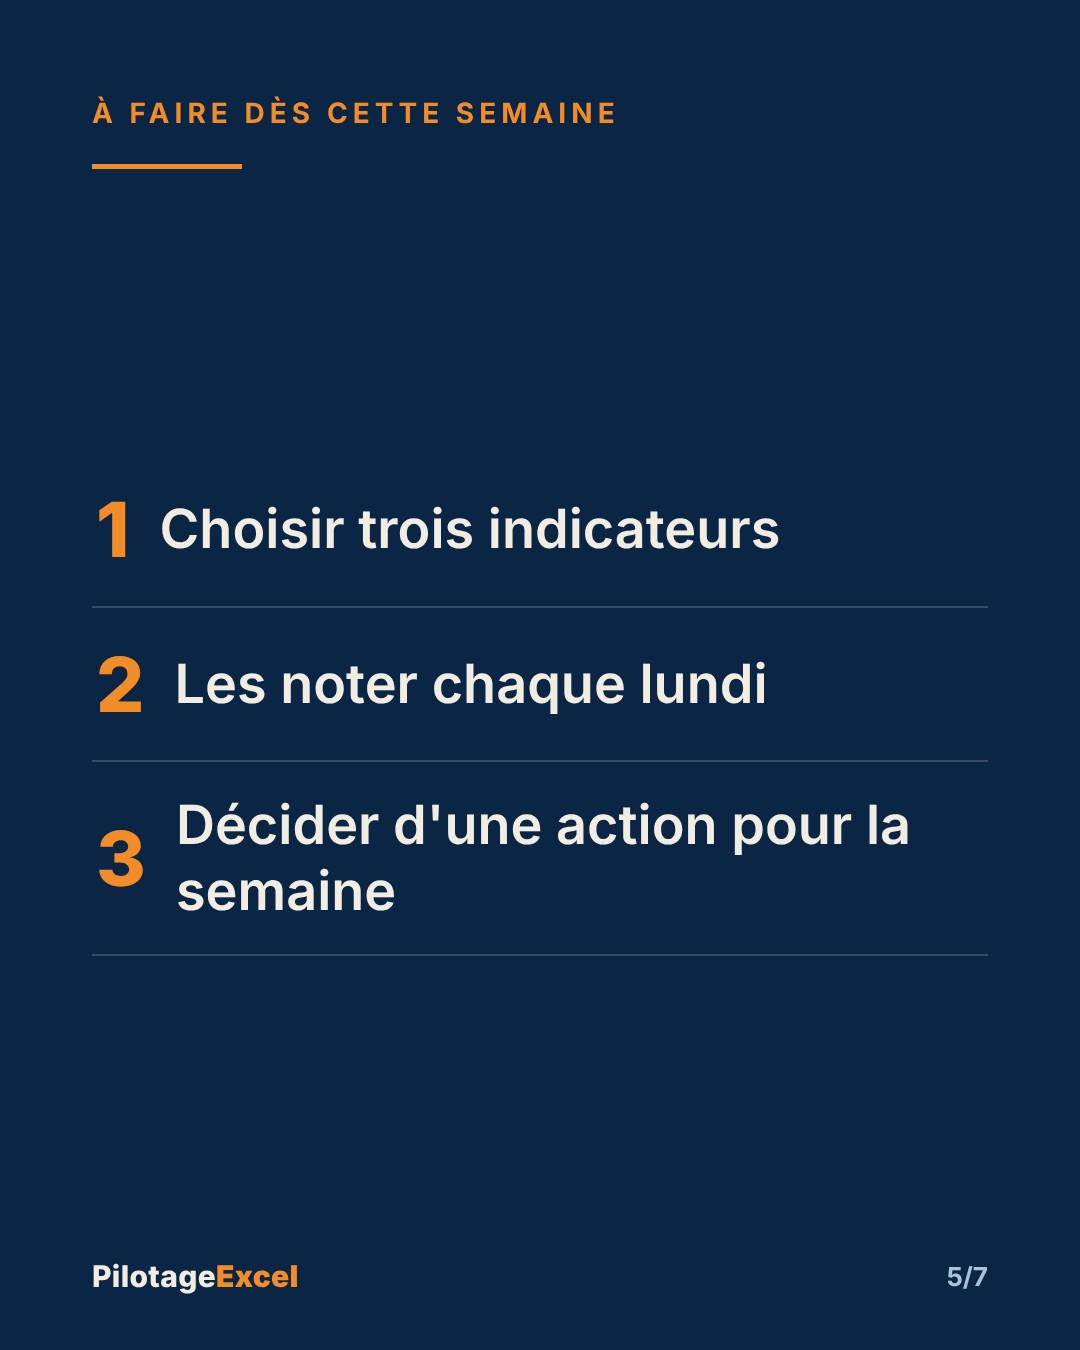 À FAIRE DÈS CETTE SEMAINE
1 Choisir trois indicateurs
2 Les noter chaque lundi
3 Décider d'une action pour la
semaine
PilotageExcel
5/7